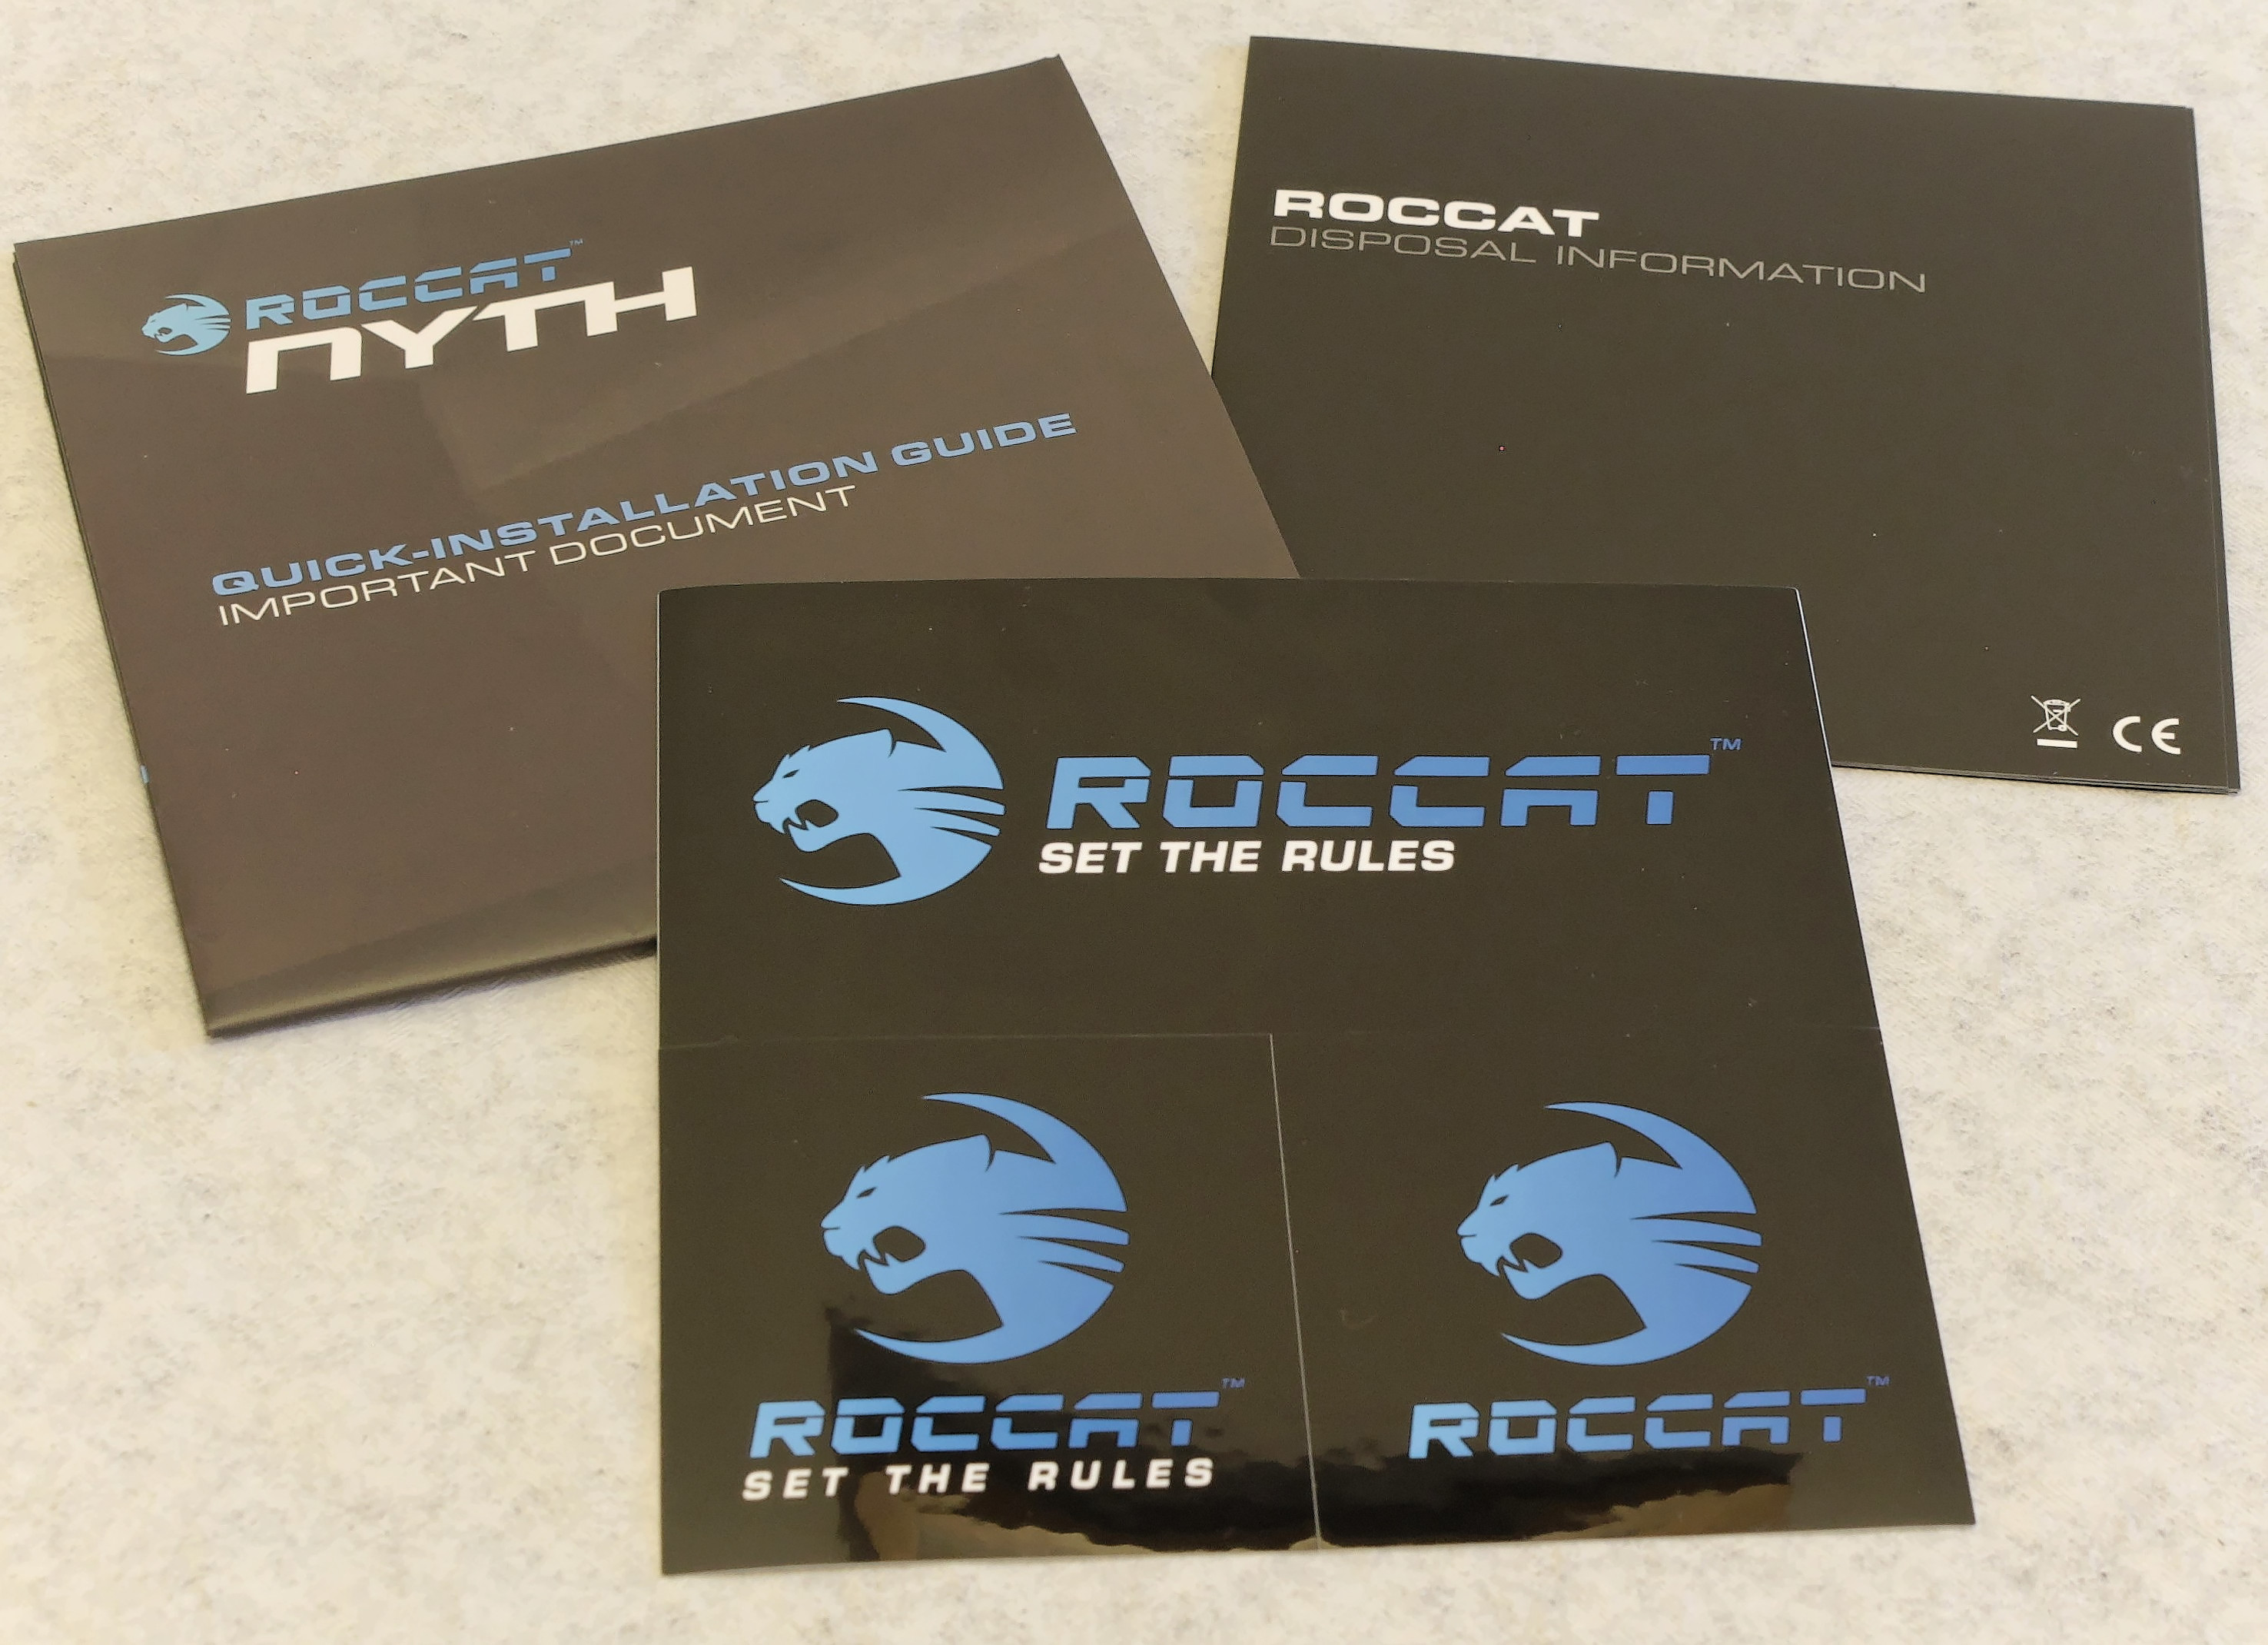 ROCCAT™
NYTH
QUICK-INSTALLATION GUIDE
IMPORTANT DOCUMENT
ROCCAT
DISPOSAL INFORMATION
CE
ROCCAT™
SET THE RULES
ROCCAT™
SET THE RULES
ROCCAT™